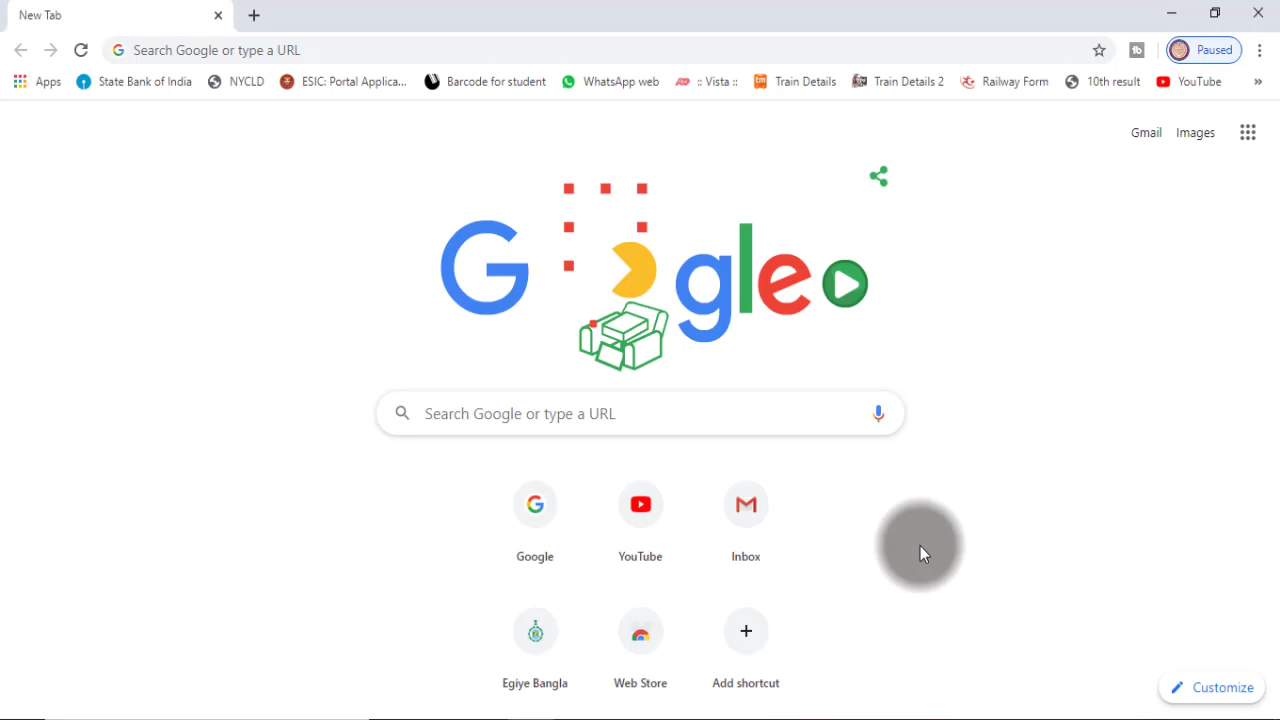 New Tab
Search Google or type a URL
Paused
Apps State Bank of India NYCLD ESIC: Portal Applica... Barcode for student WhatsApp web :: Vista :: Train Details Train Details 2 Railway Form 10th result YouTube »
Gmail Images
Google
Search Google or type a URL
Google YouTube Inbox
Egiye Bangla Web Store Add shortcut
Customize